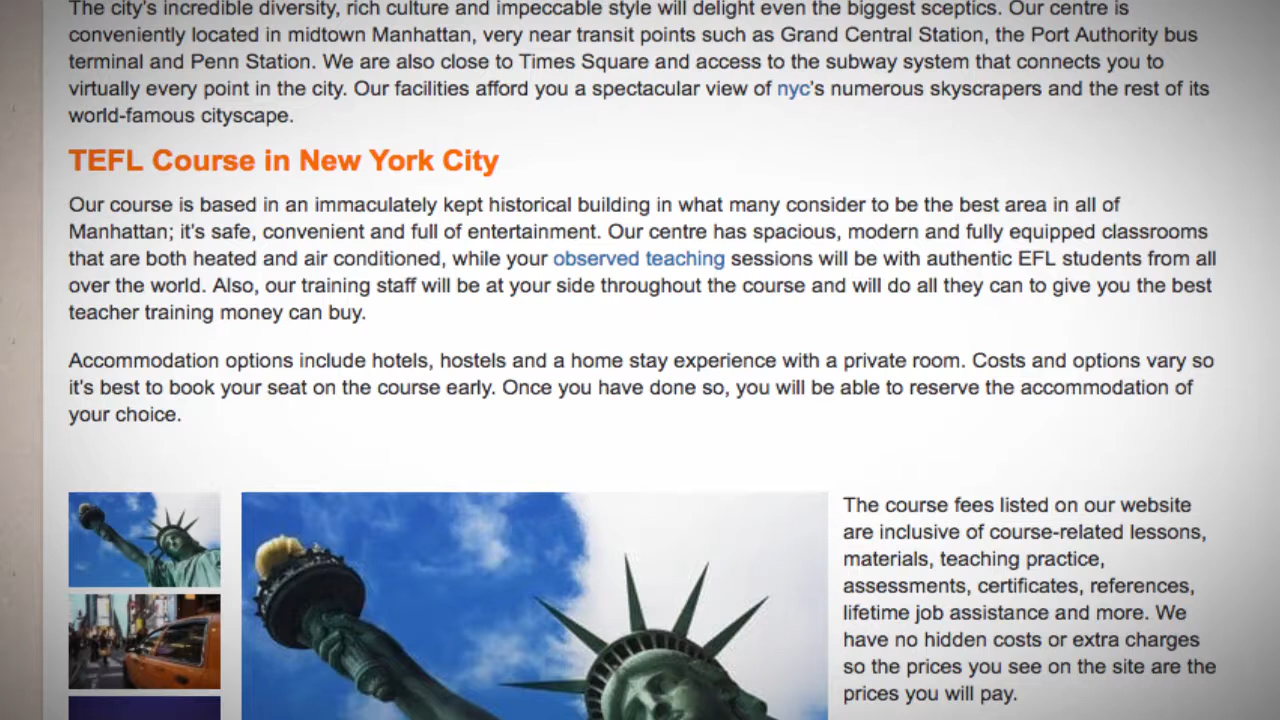 The city's incredible diversity, rich culture and impeccable style will delight even the biggest sceptics. Our centre is
conveniently located in midtown Manhattan, very near transit points such as Grand Central Station, the Port Authority bus
terminal and Penn Station. We are also close to Times Square and access to the subway system that connects you to
virtually every point in the city. Our facilities afford you a spectacular view of nyc's numerous skyscrapers and the rest of its
world-famous cityscape.
TEFL Course in New York City
Our course is based in an immaculately kept historical building in what many consider to be the best area in all of
Manhattan; it's safe, convenient and full of entertainment. Our centre has spacious, modern and fully equipped classrooms
that are both heated and air conditioned, while your observed teaching sessions will be with authentic EFL students from all
over the world. Also, our training staff will be at your side throughout the course and will do all they can to give you the best
teacher training money can buy.
Accommodation options include hotels, hostels and a home stay experience with a private room. Costs and options vary so
it's best to book your seat on the course early. Once you have done so, you will be able to reserve the accommodation of
your choice.
The course fees listed on our website
are inclusive of course-related lessons,
materials, teaching practice,
assessments, certificates, references,
lifetime job assistance and more. We
have no hidden costs or extra charges
so the prices you see on the site are the
prices you will pay.